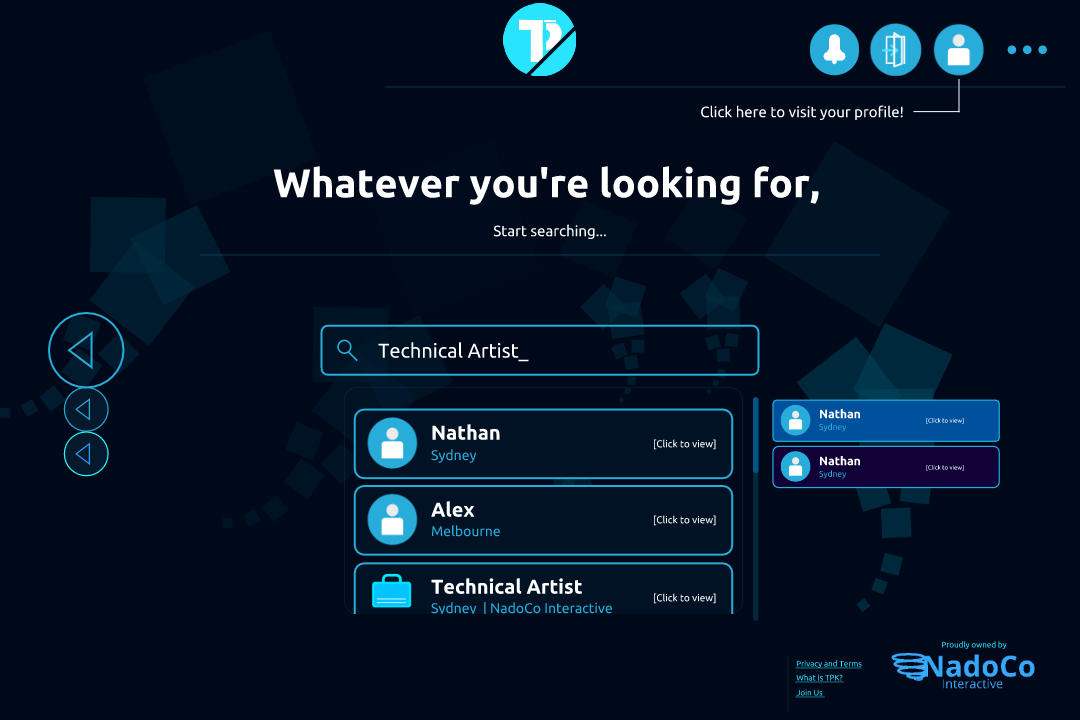 TP
Click here to visit your profile!
Whatever you're looking for,
Start searching...
Technical Artist_
Nathan
Sydney
[Click to view]
Alex
Melbourne
[Click to view]
Technical Artist
Sydney | NadoCo Interactive
[Click to view]
Nathan
Sydney
[Click to view]
Nathan
Sydney
[Click to view]
Privacy and Terms
What is TPK?
Join Us
Proudly owned by
NadoCo
Interactive